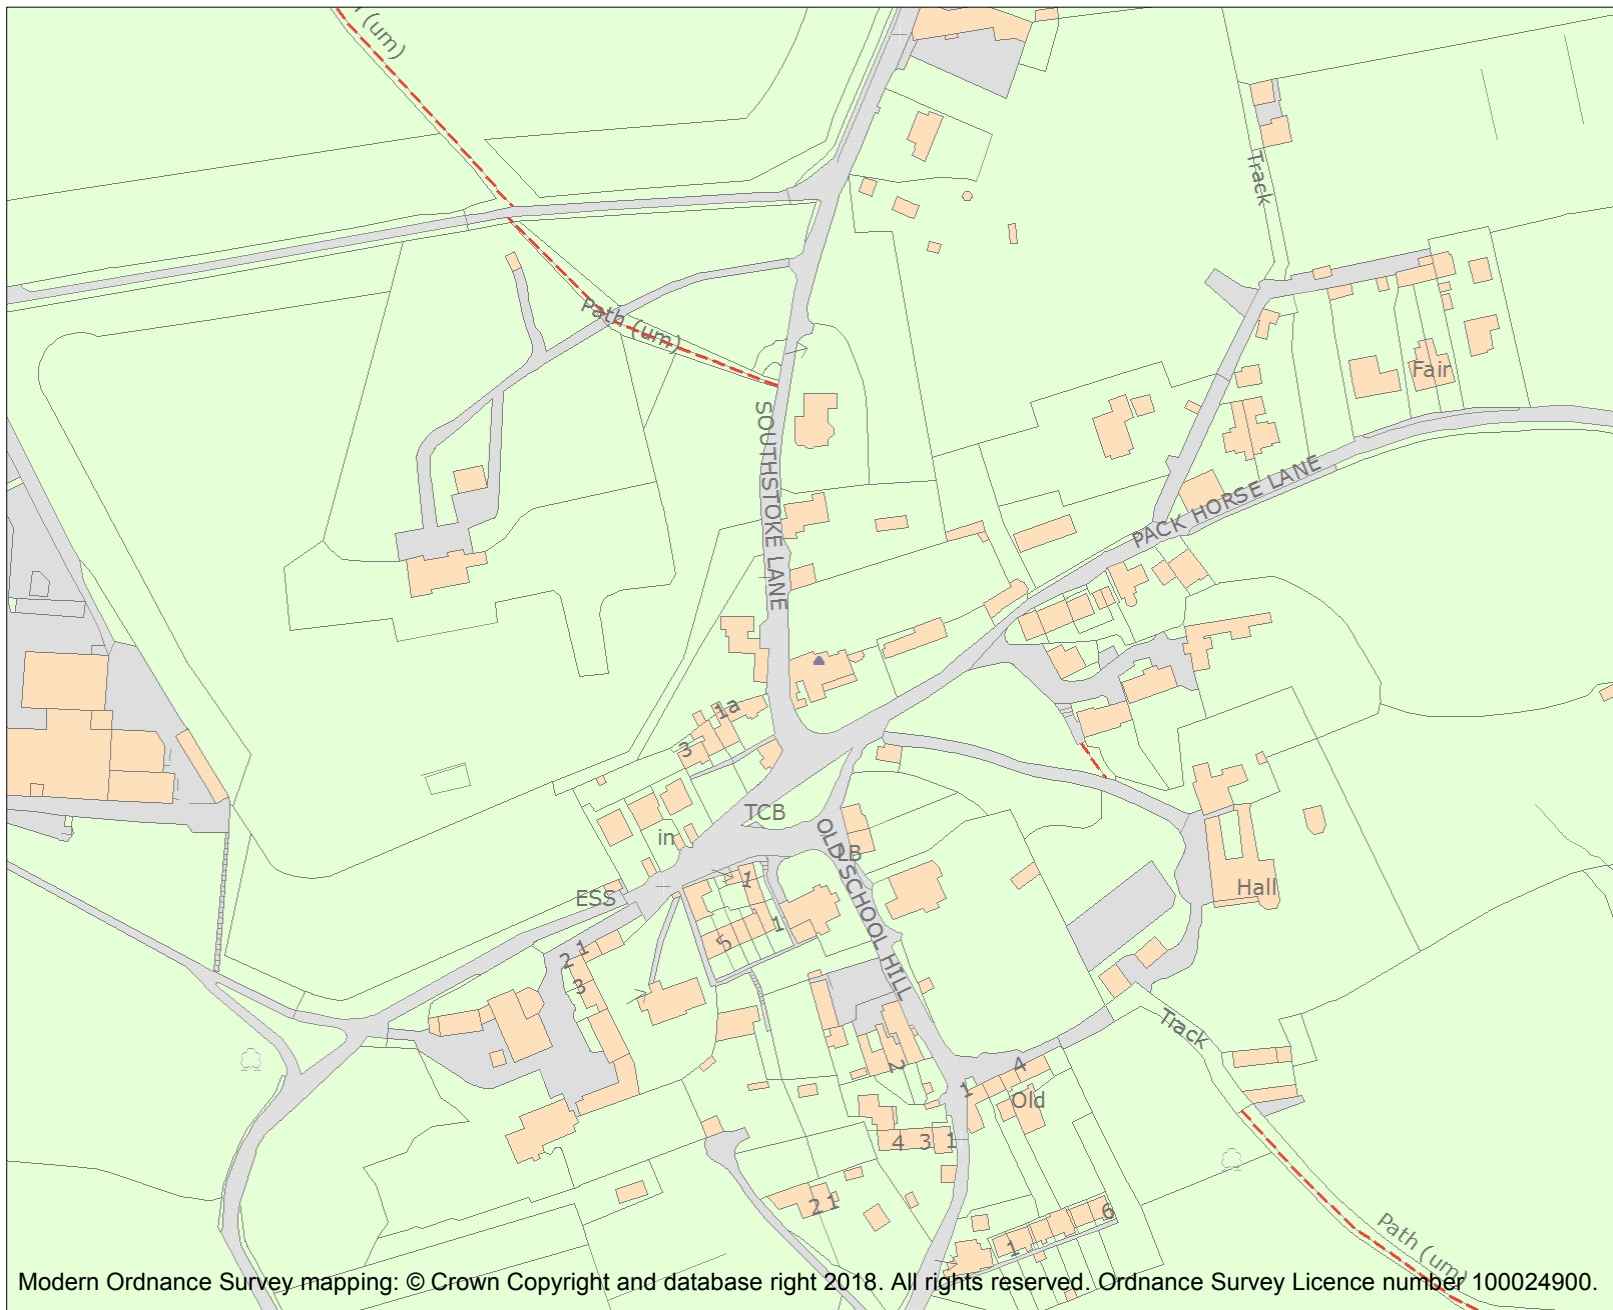 (um)
Track
Path (um)
Fair
SOUTHSTOKE LANE
PACK HORSE LANE
1a
3
TCB
in
OLD SCHOOL HILL
LB
1
Hall
ESS
1
5
2 1
3
Track
2
4
1
Old
4 3 1
2 1
6
1
Path (um)
Modern Ordnance Survey mapping: © Crown Copyright and database right 2018. All rights reserved. Ordnance Survey Licence number 100024900.